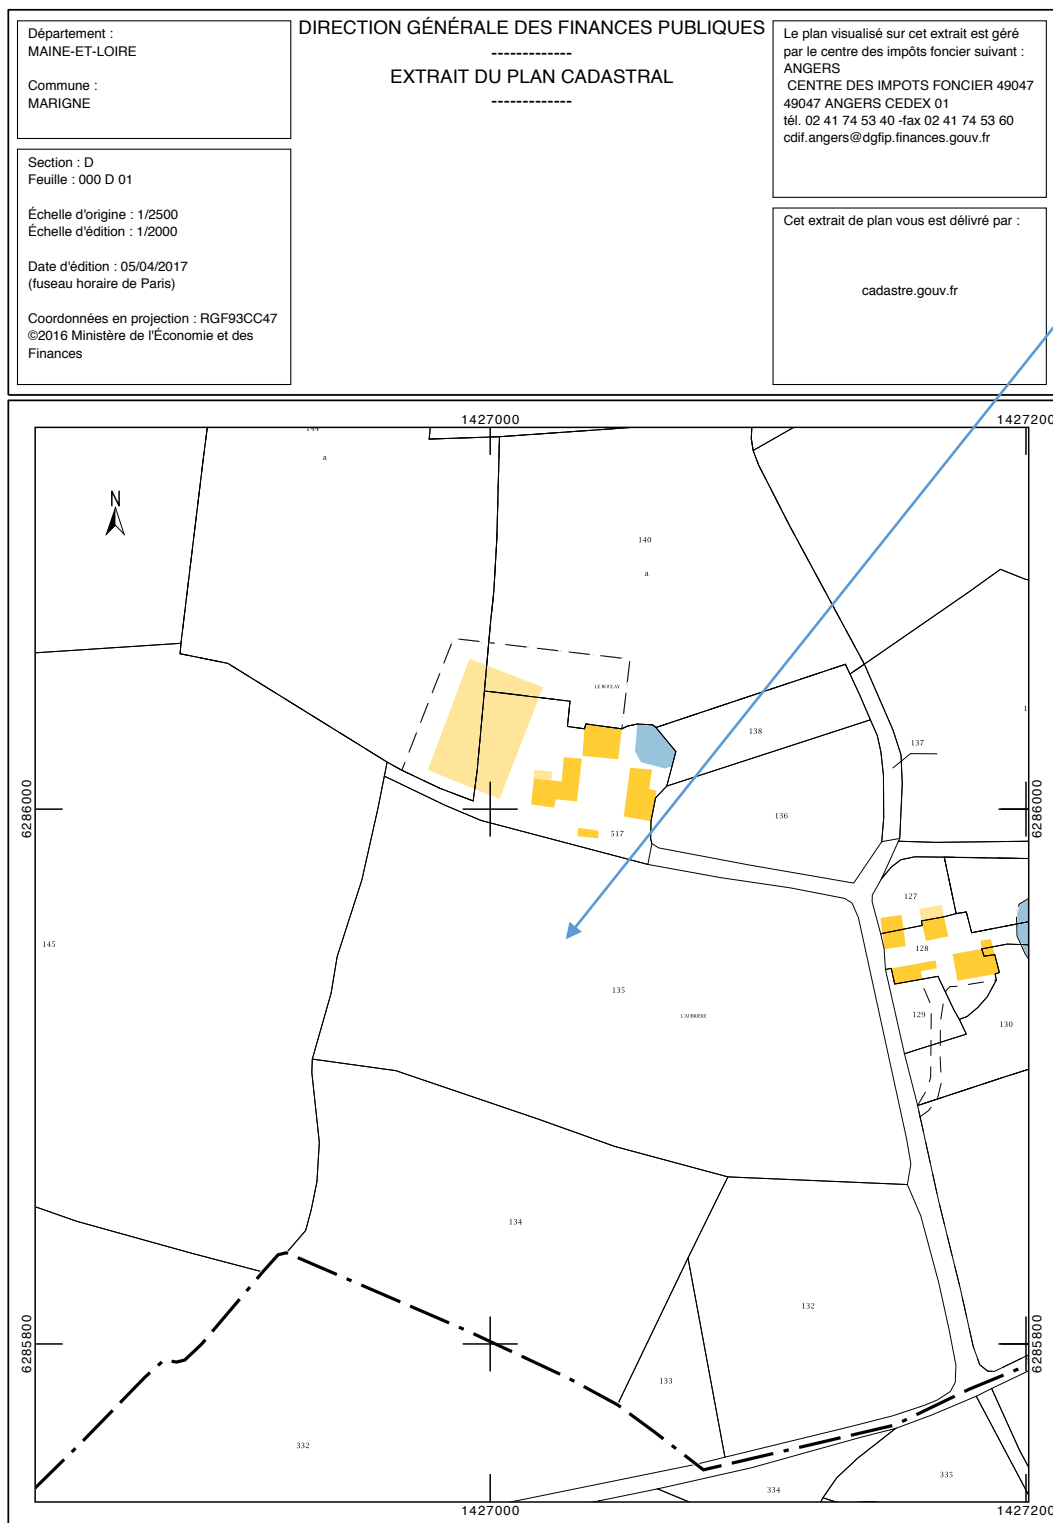 Département :
MAINE-ET-LOIRE
Commune :
MARIGNE
Section : D
Feuille : 000 D 01
Échelle d'origine : 1/2500
Échelle d'édition : 1/2000
Date d'édition : 05/04/2017
(fuseau horaire de Paris)
Coordonnées en projection : RGF93CC47
©2016 Ministère de l'Économie et des
Finances
DIRECTION GÉNÉRALE DES FINANCES PUBLIQUES
-------------
EXTRAIT DU PLAN CADASTRAL
-------------
Le plan visualisé sur cet extrait est géré
par le centre des impôts foncier suivant :
ANGERS
CENTRE DES IMPOTS FONCIER 49047
49047 ANGERS CEDEX 01
tél. 02 41 74 53 40 -fax 02 41 74 53 60
cdif.angers@dgfip.finances.gouv.fr
Cet extrait de plan vous est délivré par :
cadastre.gouv.fr
1427000
1427200
144
a
N
140
a
LE BOULAY
138
137
1
6286000
6286000
136
517
127
145
128
135
L'AUBRIERE
129
130
134
132
6285800
6285800
133
332
335
334
1427000
1427200